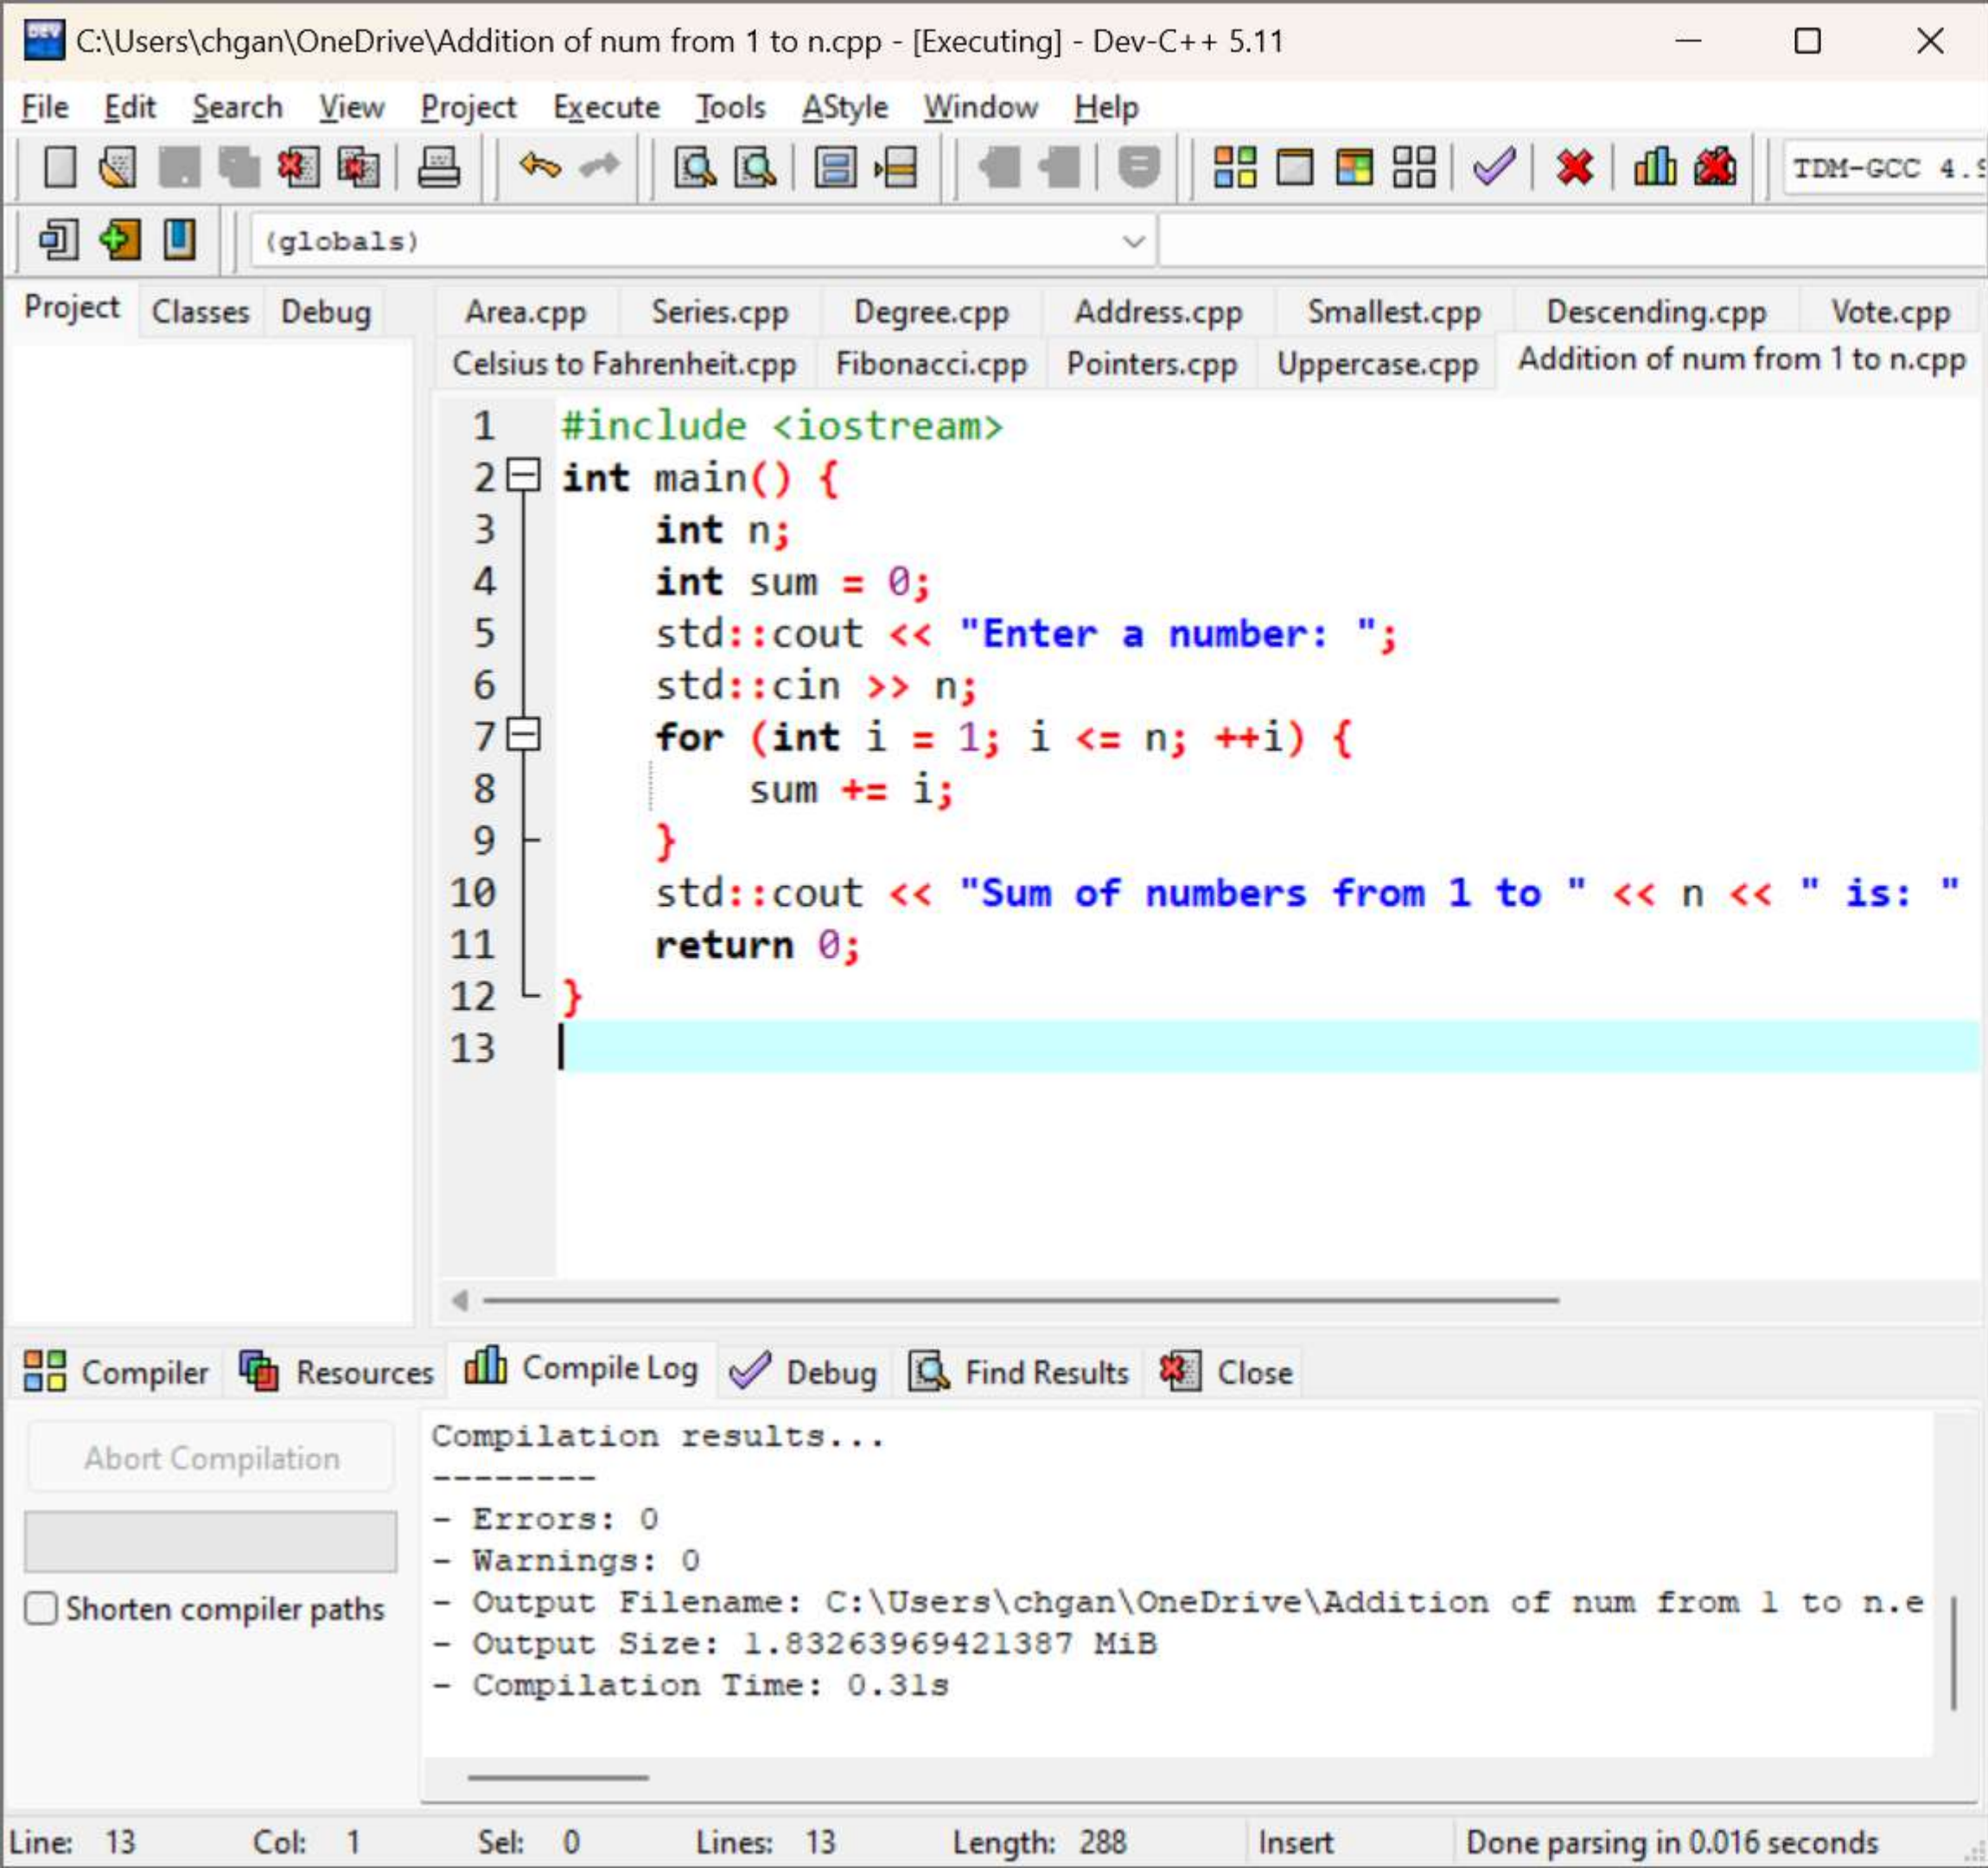 C:\Users\chgan\OneDrive\Addition of num from 1 to n.cpp - [Executing] - Dev-C++ 5.11
File Edit Search View Project Execute Tools AStyle Window Help
TDM-GCC 4.9
(globals)
Project Classes Debug
Area.cpp Series.cpp Degree.cpp Address.cpp Smallest.cpp Descending.cpp Vote.cpp
Celsius to Fahrenheit.cpp Fibonacci.cpp Pointers.cpp Uppercase.cpp Addition of num from 1 to n.cpp
1 #include <iostream>
2 int main() {
3 int n;
4 int sum = 0;
5 std::cout << "Enter a number: ";
6 std::cin >> n;
7 for (int i = 1; i <= n; ++i) {
8 sum += i;
9 }
10 std::cout << "Sum of numbers from 1 to " << n << " is: "
11 return 0;
12 }
13
Compiler Resources Compile Log Debug Find Results Close
Abort Compilation
Shorten compiler paths
Compilation results...
--------
- Errors: 0
- Warnings: 0
- Output Filename: C:\Users\chgan\OneDrive\Addition of num from 1 to n.e
- Output Size: 1.83263969421387 MiB
- Compilation Time: 0.31s
Line: 13 Col: 1 Sel: 0 Lines: 13 Length: 288 Insert Done parsing in 0.016 seconds